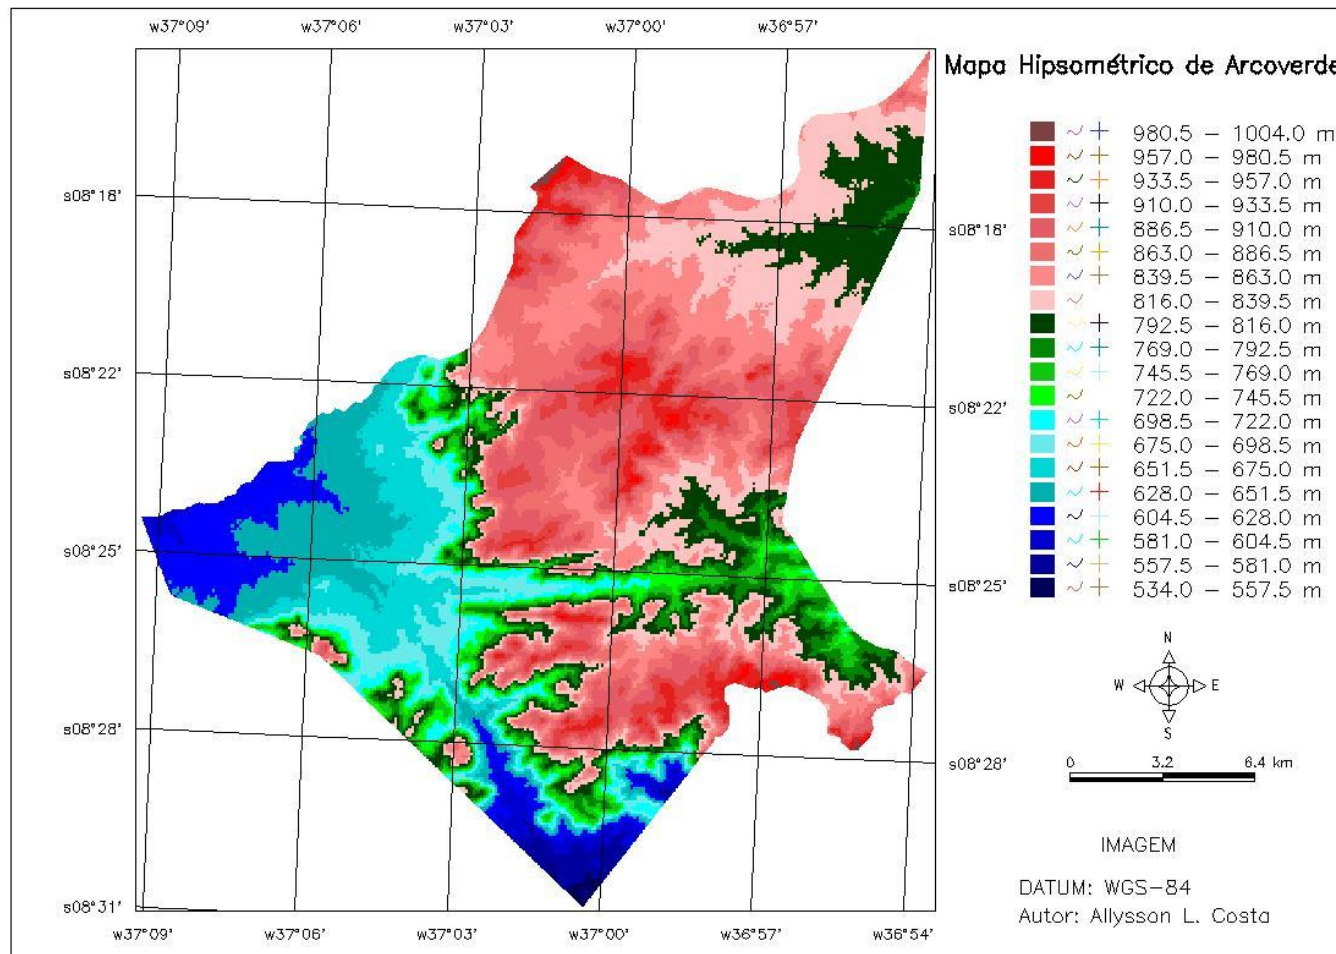 w37°09' w37°06' w37°03' w37°00' w36°57'
Mapa Hipsométrico de Arcoverde
980.5 – 1004.0 m
957.0 – 980.5 m
933.5 – 957.0 m
910.0 – 933.5 m
886.5 – 910.0 m
863.0 – 886.5 m
839.5 – 863.0 m
816.0 – 839.5 m
792.5 – 816.0 m
769.0 – 792.5 m
745.5 – 769.0 m
722.0 – 745.5 m
698.5 – 722.0 m
675.0 – 698.5 m
651.5 – 675.0 m
628.0 – 651.5 m
604.5 – 628.0 m
581.0 – 604.5 m
557.5 – 581.0 m
534.0 – 557.5 m
s08°18'
s08°22'
s08°25'
s08°28'
s08°31'
s08°18'
s08°22'
s08°25'
s08°28'
N
W E
S
0 3.2 6.4 km
IMAGEM
DATUM: WGS–84
Autor: Allysson L. Costa
w37°09' w37°06' w37°03' w37°00' w36°57' w36°54'